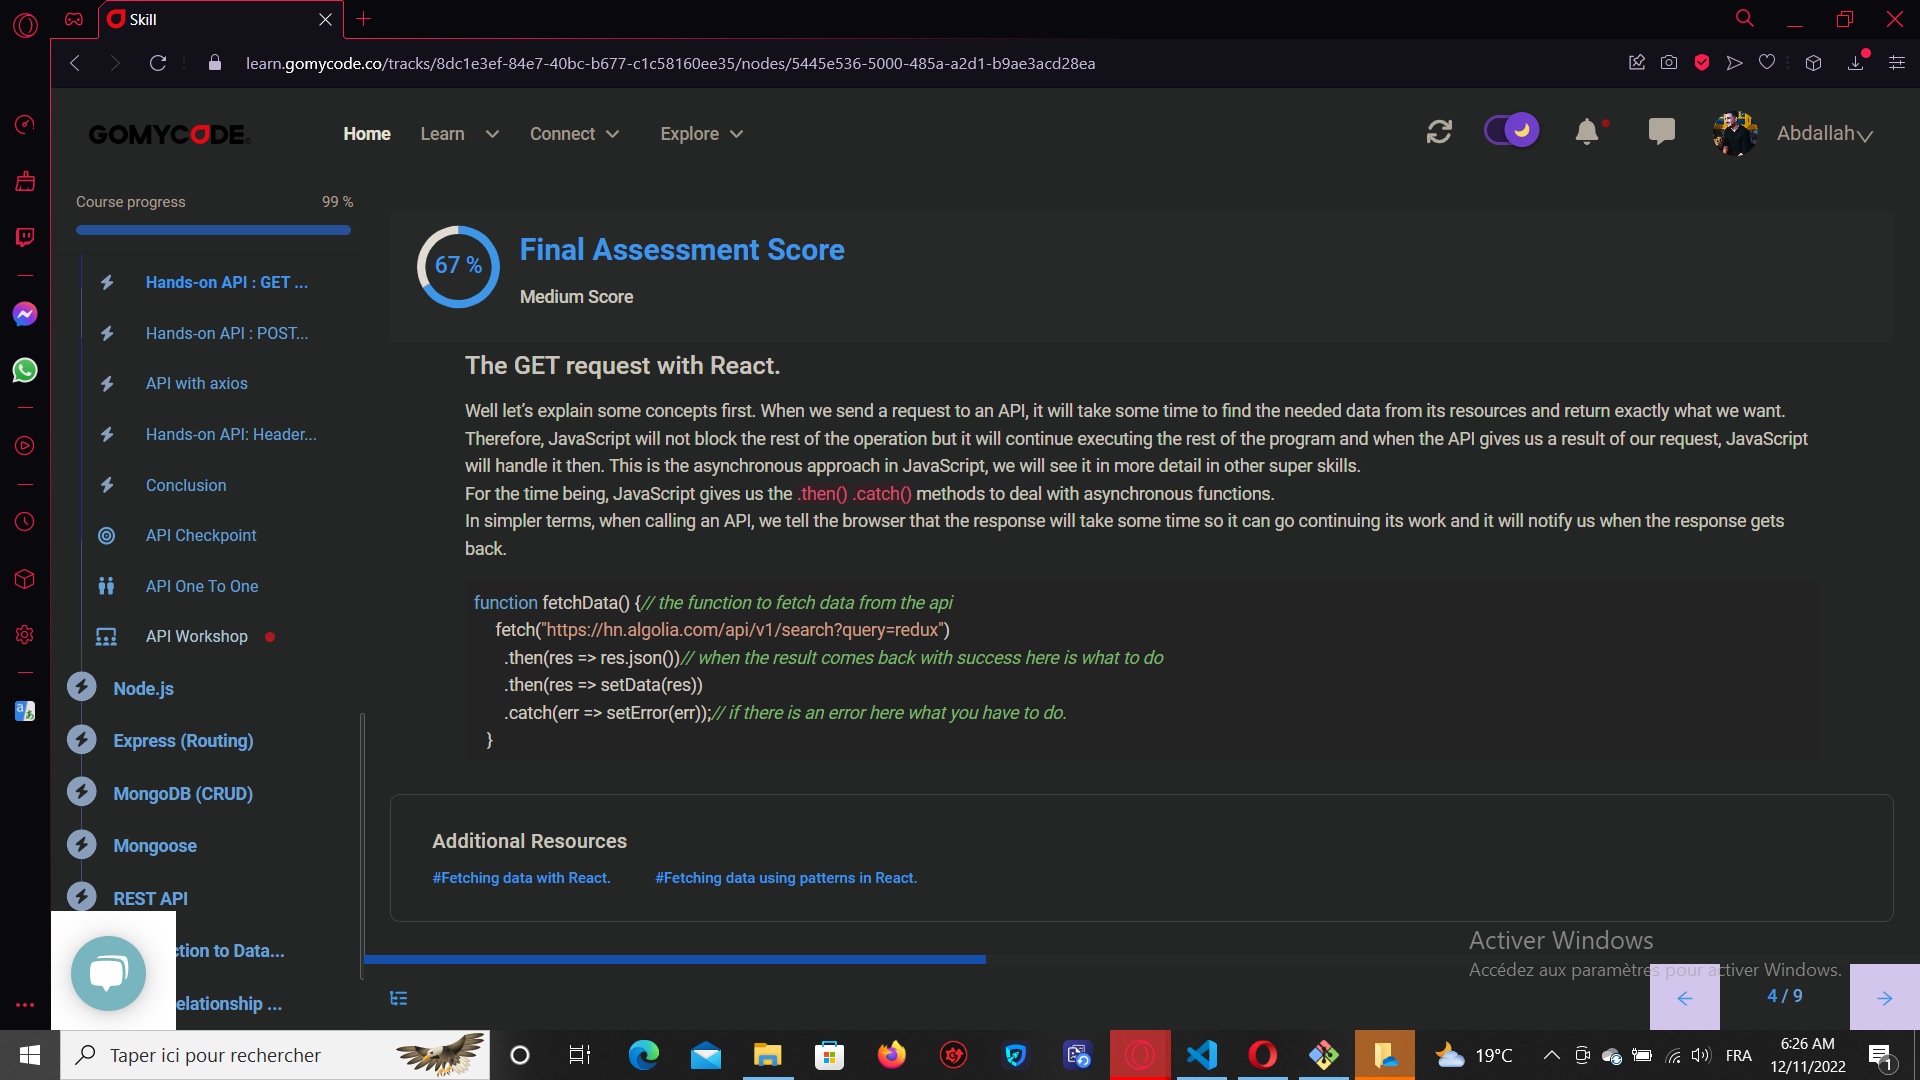 Skill
learn.gomycode.co/tracks/8dc1e3ef-84e7-40bc-b677-c1c58160ee35/nodes/5445e536-5000-485a-a2d1-b9ae3acd28ea
GOMYCODE
Home
Learn
Connect
Explore
Abdallah
Course progress
99 %
Hands-on API : GET ...
Hands-on API : POST...
API with axios
Hands-on API: Header...
Conclusion
API Checkpoint
API One To One
API Workshop
Node.js
Express (Routing)
MongoDB (CRUD)
Mongoose
REST API
ction to Data...
elationship ...
67 %
Final Assessment Score
Medium Score
The GET request with React.
Well let’s explain some concepts first. When we send a request to an API, it will take some time to find the needed data from its resources and return exactly what we want.
Therefore, JavaScript will not block the rest of the operation but it will continue executing the rest of the program and when the API gives us a result of our request, JavaScript
will handle it then. This is the asynchronous approach in JavaScript, we will see it in more detail in other super skills.
For the time being, JavaScript gives us the .then() .catch() methods to deal with asynchronous functions.
In simpler terms, when calling an API, we tell the browser that the response will take some time so it can go continuing its work and it will notify us when the response gets
back.
function fetchData() {// the function to fetch data from the api
fetch("https://hn.algolia.com/api/v1/search?query=redux")
.then(res => res.json())// when the result comes back with success here is what to do
.then(res => setData(res))
.catch(err => setError(err));// if there is an error here what you have to do.
}
Additional Resources
#Fetching data with React.
#Fetching data using patterns in React.
Activer Windows
Accédez aux paramètres pour activer Windows.
4 / 9
Taper ici pour rechercher
19°C
FRA
6:26 AM
12/11/2022
1